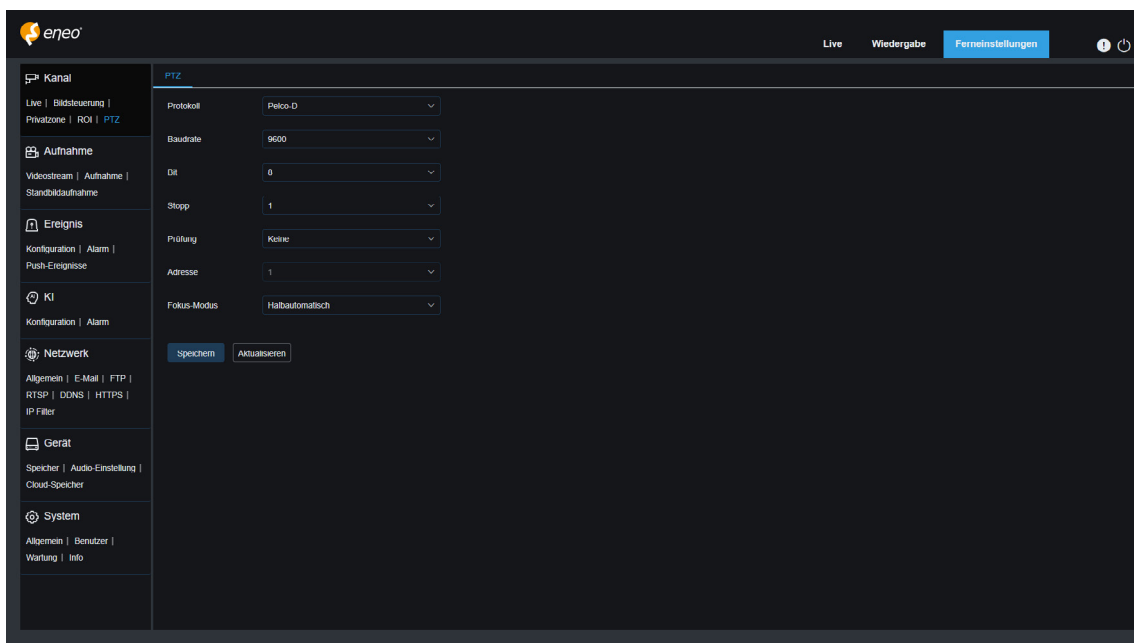 eneo
Live Wiedergabe Ferneinstellungen
Kanal
Live | Bildsteuerung |
Privatzone | ROI | PTZ
Aufnahme
Videostream | Aufnahme |
Standbildaufnahme
Ereignis
Konfiguration | Alarm |
Push-Ereignisse
KI
Konfiguration | Alarm
Netzwerk
Allgemein | E-Mail | FTP |
RTSP | DDNS | HTTPS |
IP Filter
Gerät
Speicher | Audio-Einstellung |
Cloud-Speicher
System
Allgemein | Benutzer |
Wartung | Info
PTZ
Protokoll Pelco-D
Baudrate 9600
Bit 8
Stopp 1
Prüfung Keine
Adresse 1
Fokus-Modus Halbautomatisch
Speichern Aktualisieren